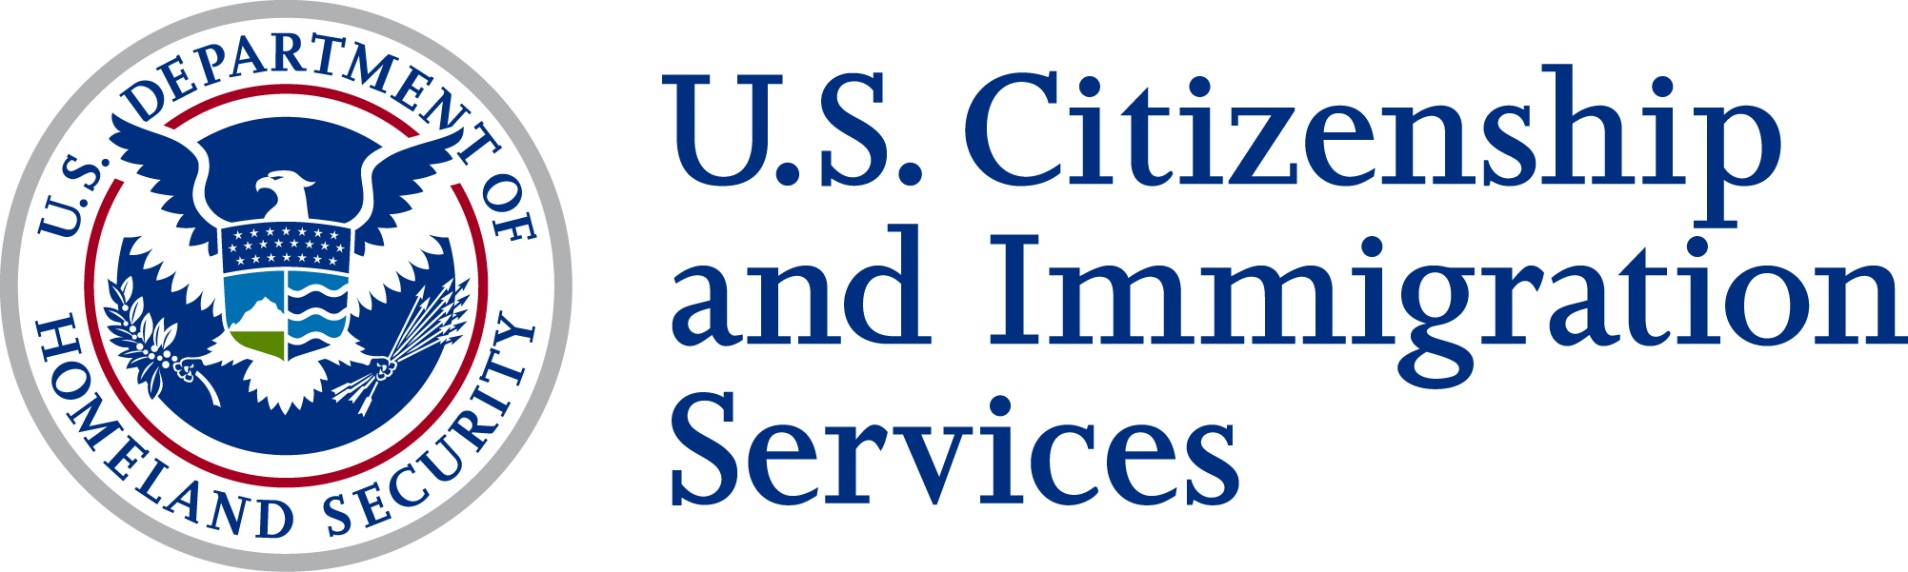 U.S. DEPARTMENT OF
HOMELAND SECURITY
U.S. Citizenship
and Immigration
Services